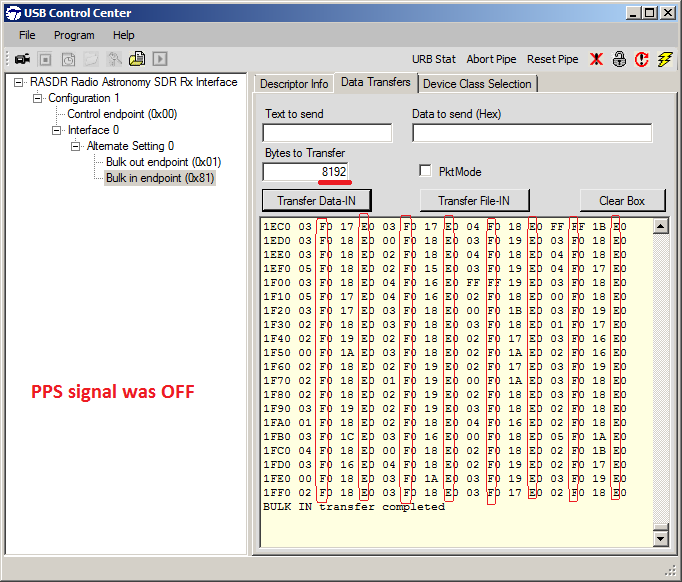 USB Control Center
File Program Help
URB Stat Abort Pipe Reset Pipe
RASDR Radio Astronomy SDR Rx Interface
Configuration 1
Control endpoint (0x00)
Interface 0
Alternate Setting 0
Bulk out endpoint (0x01)
Bulk in endpoint (0x81)
PPS signal was OFF
Descriptor Info Data Transfers Device Class Selection
Text to send Data to send (Hex)
Bytes to Transfer
8192 PktMode
Transfer Data-IN Transfer File-IN Clear Box
1EC0 03 F0 17 E0 03 F0 17 E0 04 F0 18 E0 FF FF 1B E0
1ED0 03 F0 18 E0 00 F0 18 E0 03 F0 19 E0 03 F0 18 E0
1EE0 03 F0 18 E0 02 F0 18 E0 04 F0 18 E0 04 F0 18 E0
1EF0 05 F0 18 E0 02 F0 15 E0 03 F0 18 E0 04 F0 17 E0
1F00 03 F0 18 E0 04 F0 16 E0 FF FF 19 E0 03 F0 18 E0
1F10 05 F0 17 E0 04 F0 16 E0 02 F0 18 E0 00 F0 18 E0
1F20 03 F0 17 E0 02 F0 18 E0 00 F0 1B E0 03 F0 19 E0
1F30 02 F0 18 E0 03 F0 18 E0 03 F0 18 E0 01 F0 17 E0
1F40 02 F0 19 E0 03 F0 18 E0 04 F0 17 E0 02 F0 16 E0
1F50 00 F0 1A E0 00 F0 18 E0 02 F0 1A E0 02 F0 18 E0
1F60 02 F0 18 E0 02 F0 19 E0 02 F0 17 E0 03 F0 18 E0
1F70 02 F0 19 E0 01 F0 19 E0 00 F0 1A E0 03 F0 18 E0
1F80 02 F0 19 E0 03 F0 18 E0 02 F0 18 E0 03 F0 18 E0
1F90 03 F0 19 E0 02 F0 18 E0 03 F0 18 E0 02 F0 19 E0
1FA0 01 F0 18 E0 02 F0 16 E0 02 F0 19 E0 03 F0 18 E0
1FB0 03 F0 1C E0 03 F0 16 E0 00 F0 18 E0 05 F0 1A E0
1FC0 04 F0 18 E0 00 F0 18 E0 02 F0 18 E0 02 F0 18 E0
1FD0 04 F0 18 E0 03 F0 18 E0 02 F0 19 E0 02 F0 17 E0
1FE0 00 F0 18 E0 03 F0 1A E0 03 F0 19 E0 03 F0 18 E0
1FF0 02 F0 18 E0 03 F0 18 E0 03 F0 17 E0 02 F0 18 E0
BULK IN transfer completed